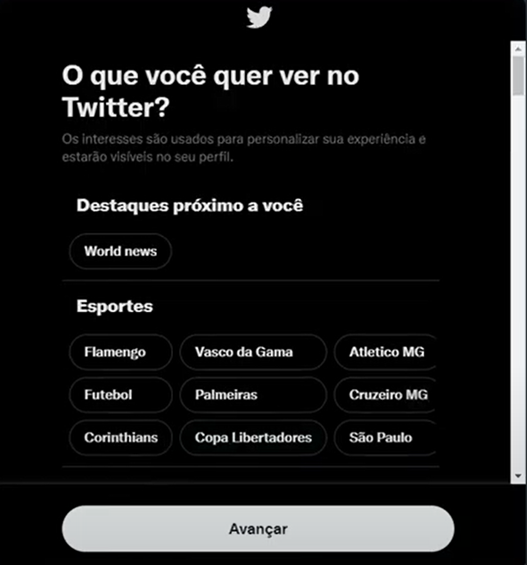 O que você quer ver no
Twitter?
Os interesses são usados para personalizar sua experiência e
estarão visíveis no seu perfil.
Destaques próximo a você
World news
Esportes
Flamengo Vasco da Gama Atletico MG
Futebol Palmeiras Cruzeiro MG
Corinthians Copa Libertadores São Paulo
Avançar